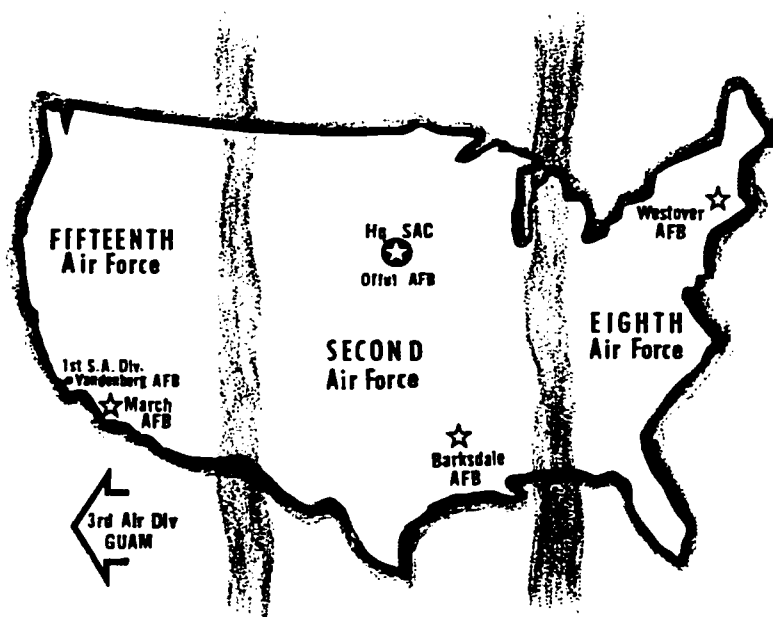 FIFTEENTH
Air Force
Hq SAC
Offut AFB
Westover
AFB
SECOND
Air Force
EIGHTH
Air Force
1st S.A. Div.
Vandenberg AFB
March
AFB
Barksdale
AFB
3rd Air Div
GUAM